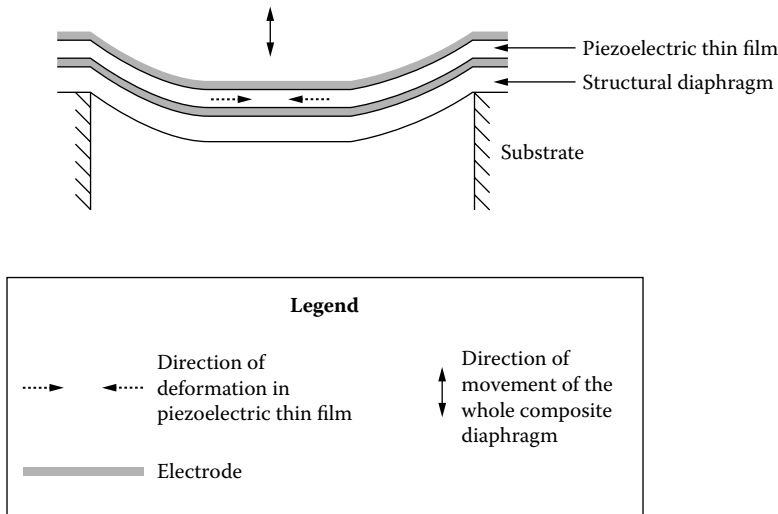 Piezoelectric thin film
Structural diaphragm
Substrate
Legend
Direction of
deformation in
piezoelectric thin film
Direction of
movement of the
whole composite
diaphragm
Electrode